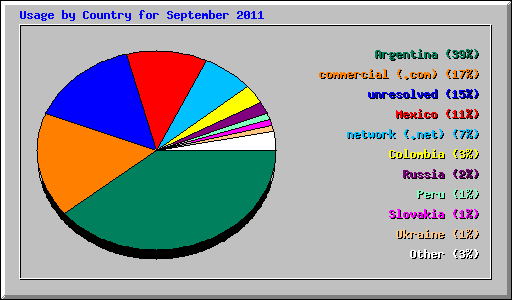 Usage by Country for September 2011
Argentina (39%)
commercial (.com) (17%)
unresolved (15%)
Mexico (11%)
network (.net) (7%)
Colombia (3%)
Russia (2%)
Peru (1%)
Slovakia (1%)
Ukraine (1%)
Other (3%)